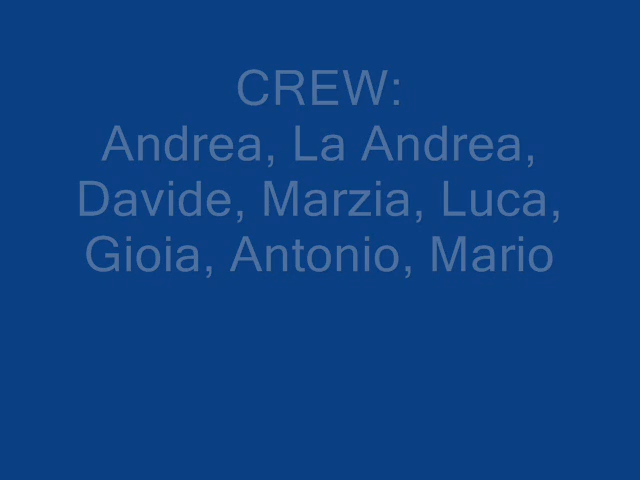 CREW:
Andrea, La Andrea,
Davide, Marzia, Luca,
Gioia, Antonio, Mario